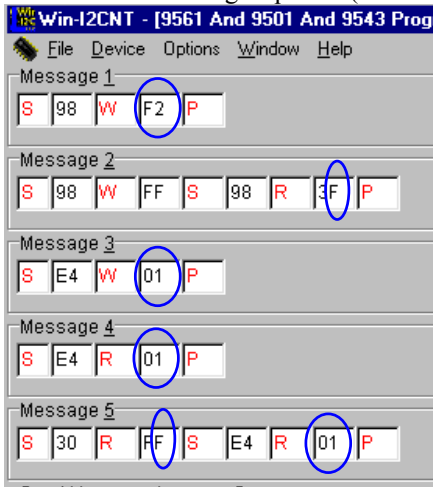 Win-I2CNT - [9561 And 9501 And 9543 Prog
File Device Options Window Help
Message 1
S 98 W F2 P
Message 2
S 98 W FF S 98 R 3F P
Message 3
S E4 W 01 P
Message 4
S E4 R 01 P
Message 5
S 30 R FF S E4 R 01 P